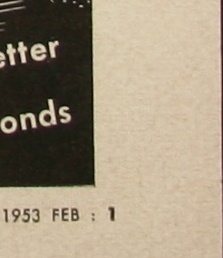 etter
onds
1953 FEB : 1